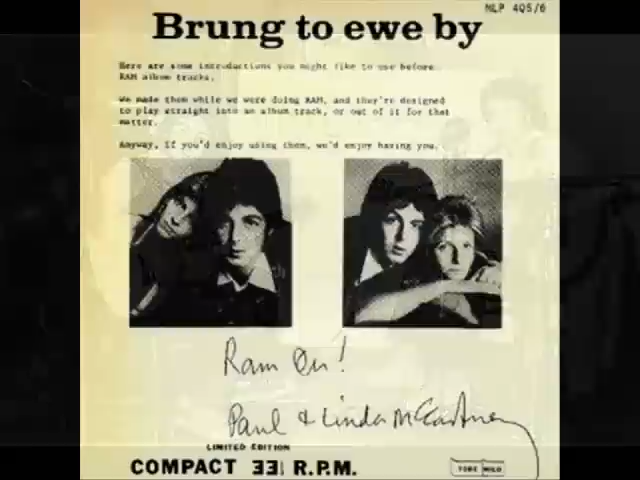 MLP 405/6
Brung to ewe by
Here are some introductions you might like to use before
RAM album tracks.
We made them while we were doing RAM, and they're designed
to play straight into an album track, or out of it for that
matter.
Anyway, if you'd enjoy using them, we'd enjoy having you.
Ram On!
Paul & Linda McCartney
LIMITED EDITION
COMPACT 33⅓ R.P.M.